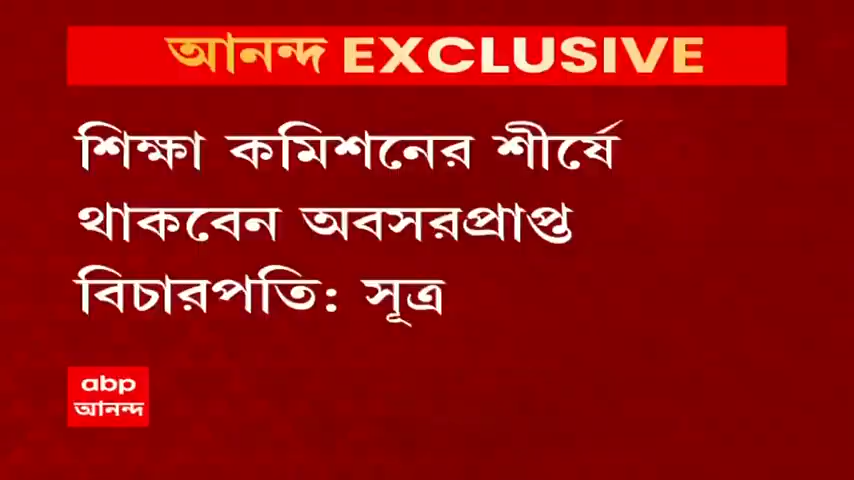 আনন্দ EXCLUSIVE
শিক্ষা কমিশনের শীর্ষে
থাকবেন অবসরপ্রাপ্ত
বিচারপতি: সূত্র
abp
আনন্দ